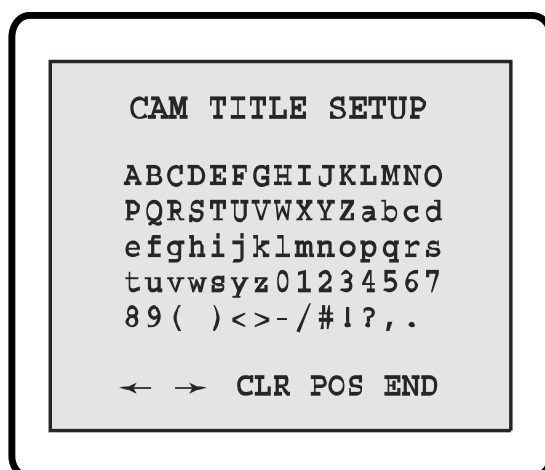 CAM TITLE SETUP
ABCDEFGHIJKLMNO
PQRSTUVWXYZabcd
efghijklmnopqrs
tuvwsyz01234567
89( )<>-/#!?,.
← → CLR POS END